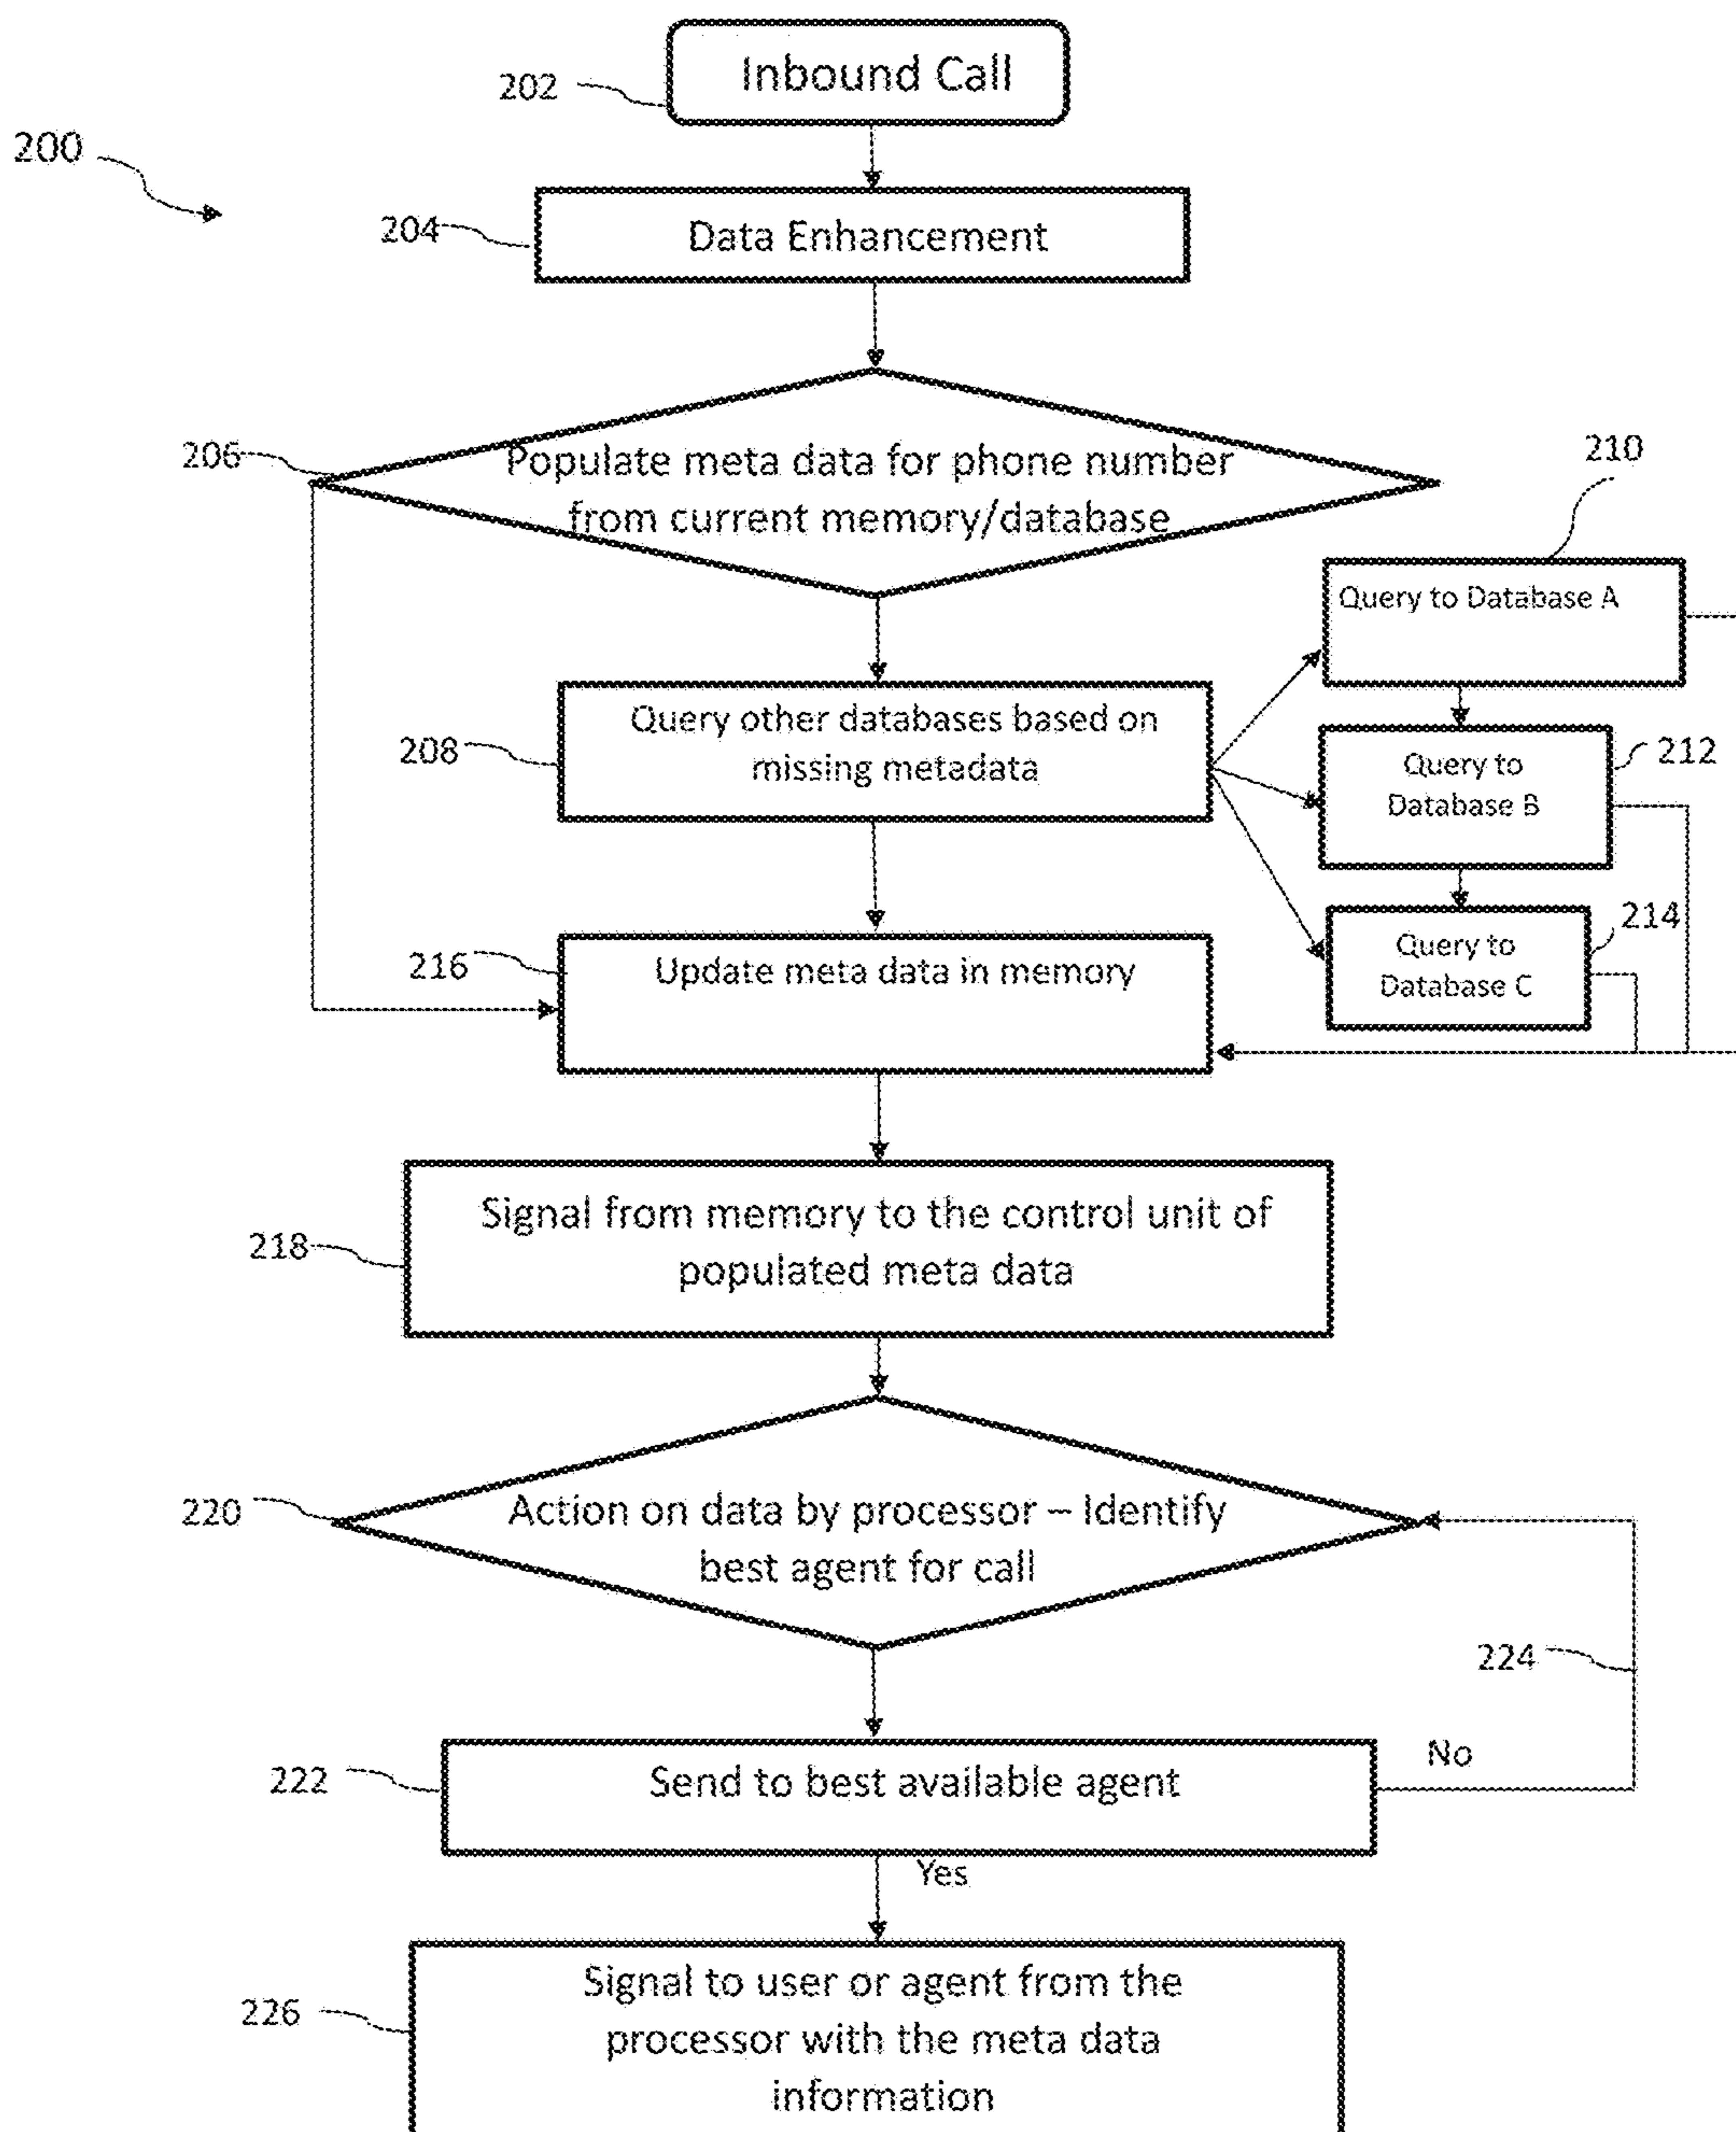 Inbound Call
202
200
204
Data Enhancement
206
Populate meta data for phone number
from current memory/database
210
Query to Database A
208
Query other databases based on
missing metadata
212
Query to
Database B
214
Query to
Database C
216
Update meta data in memory
218
Signal from memory to the control unit of
populated meta data
220
Action on data by processor – Identify
best agent for call
224
222
Send to best available agent
No
Yes
226
Signal to user or agent from the
processor with the meta data
information